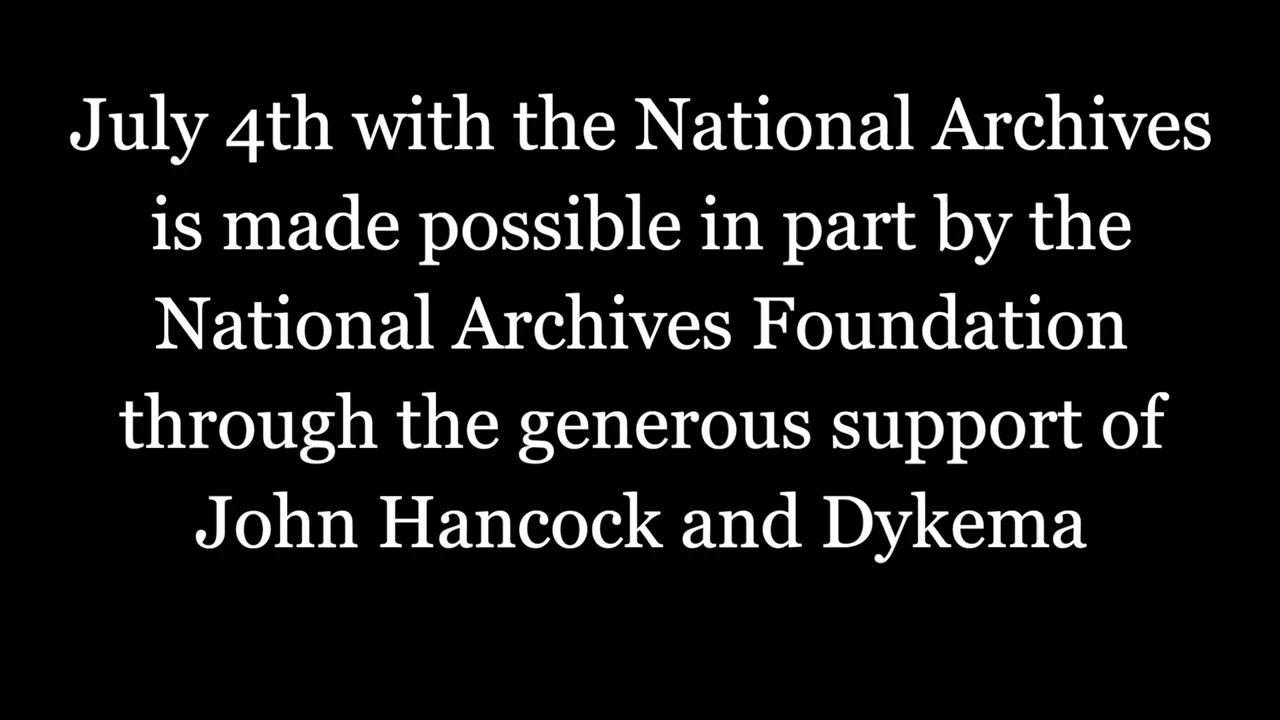 July 4th with the National Archives
is made possible in part by the
National Archives Foundation
through the generous support of
John Hancock and Dykema